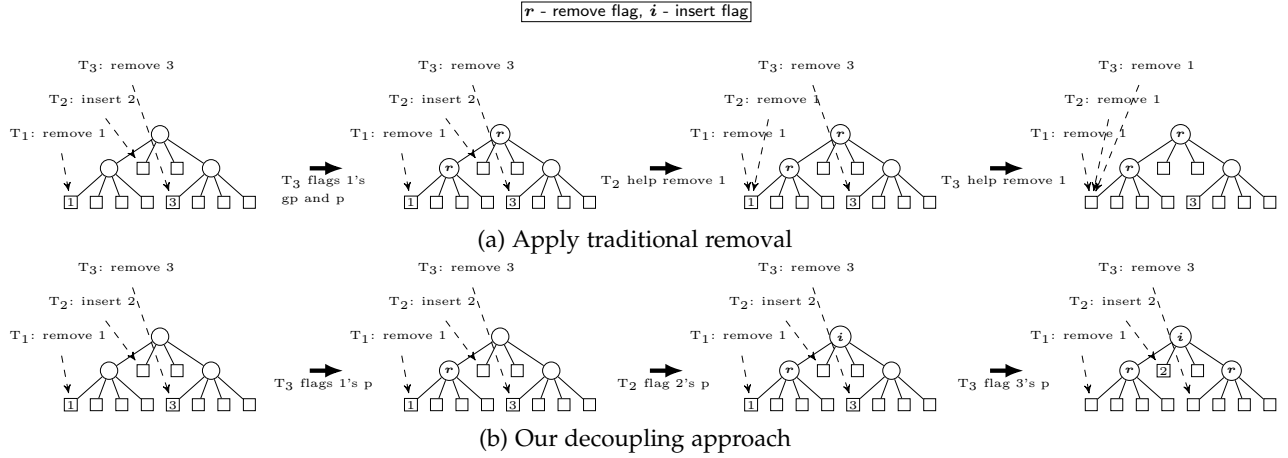 r - remove flag, i - insert flag
T3: remove 3
T2: insert 2
T1: remove 1
1
3
T3 flags 1's
gp and p
T3: remove 3
T2: insert 2
T1: remove 1
r
r
1
3
T2 help remove 1
T3: remove 3
T2: remove 1
T1: remove 1
r
r
1
3
T3 help remove 1
T3: remove 1
T2: remove 1
T1: remove 1
r
r
3
(a) Apply traditional removal
T3: remove 3
T2: insert 2
T1: remove 1
1
3
T3 flags 1's p
T3: remove 3
T2: insert 2
T1: remove 1
r
1
3
T2 flag 2's p
T3: remove 3
T2: insert 2
T1: remove 1
i
r
1
3
T3 flag 3's p
T3: remove 3
T2: insert 2
T1: remove 1
i
r
2
r
(b) Our decoupling approach